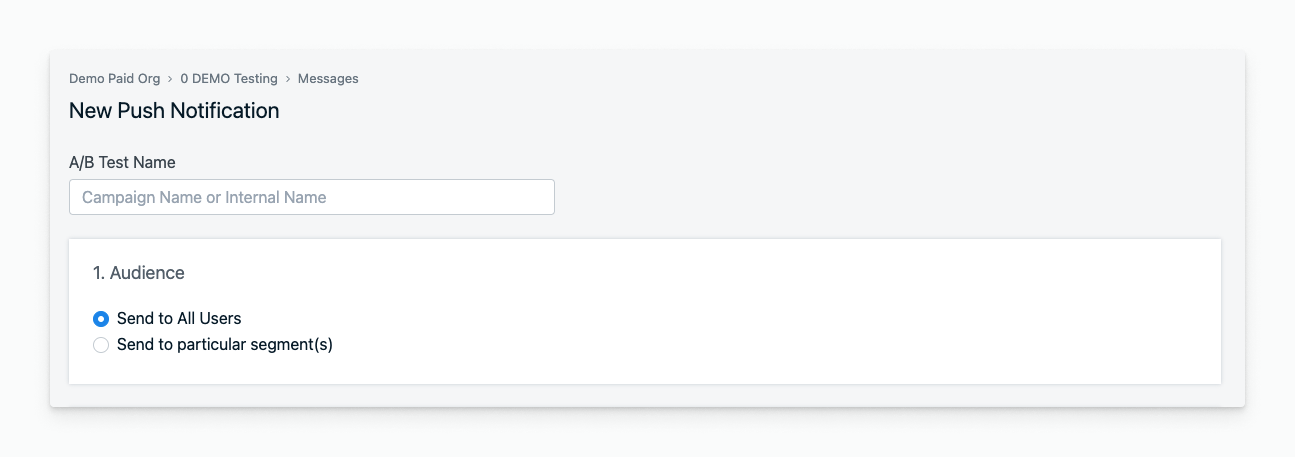 Demo Paid Org › 0 DEMO Testing › Messages
New Push Notification
A/B Test Name
Campaign Name or Internal Name
1. Audience
Send to All Users
Send to particular segment(s)